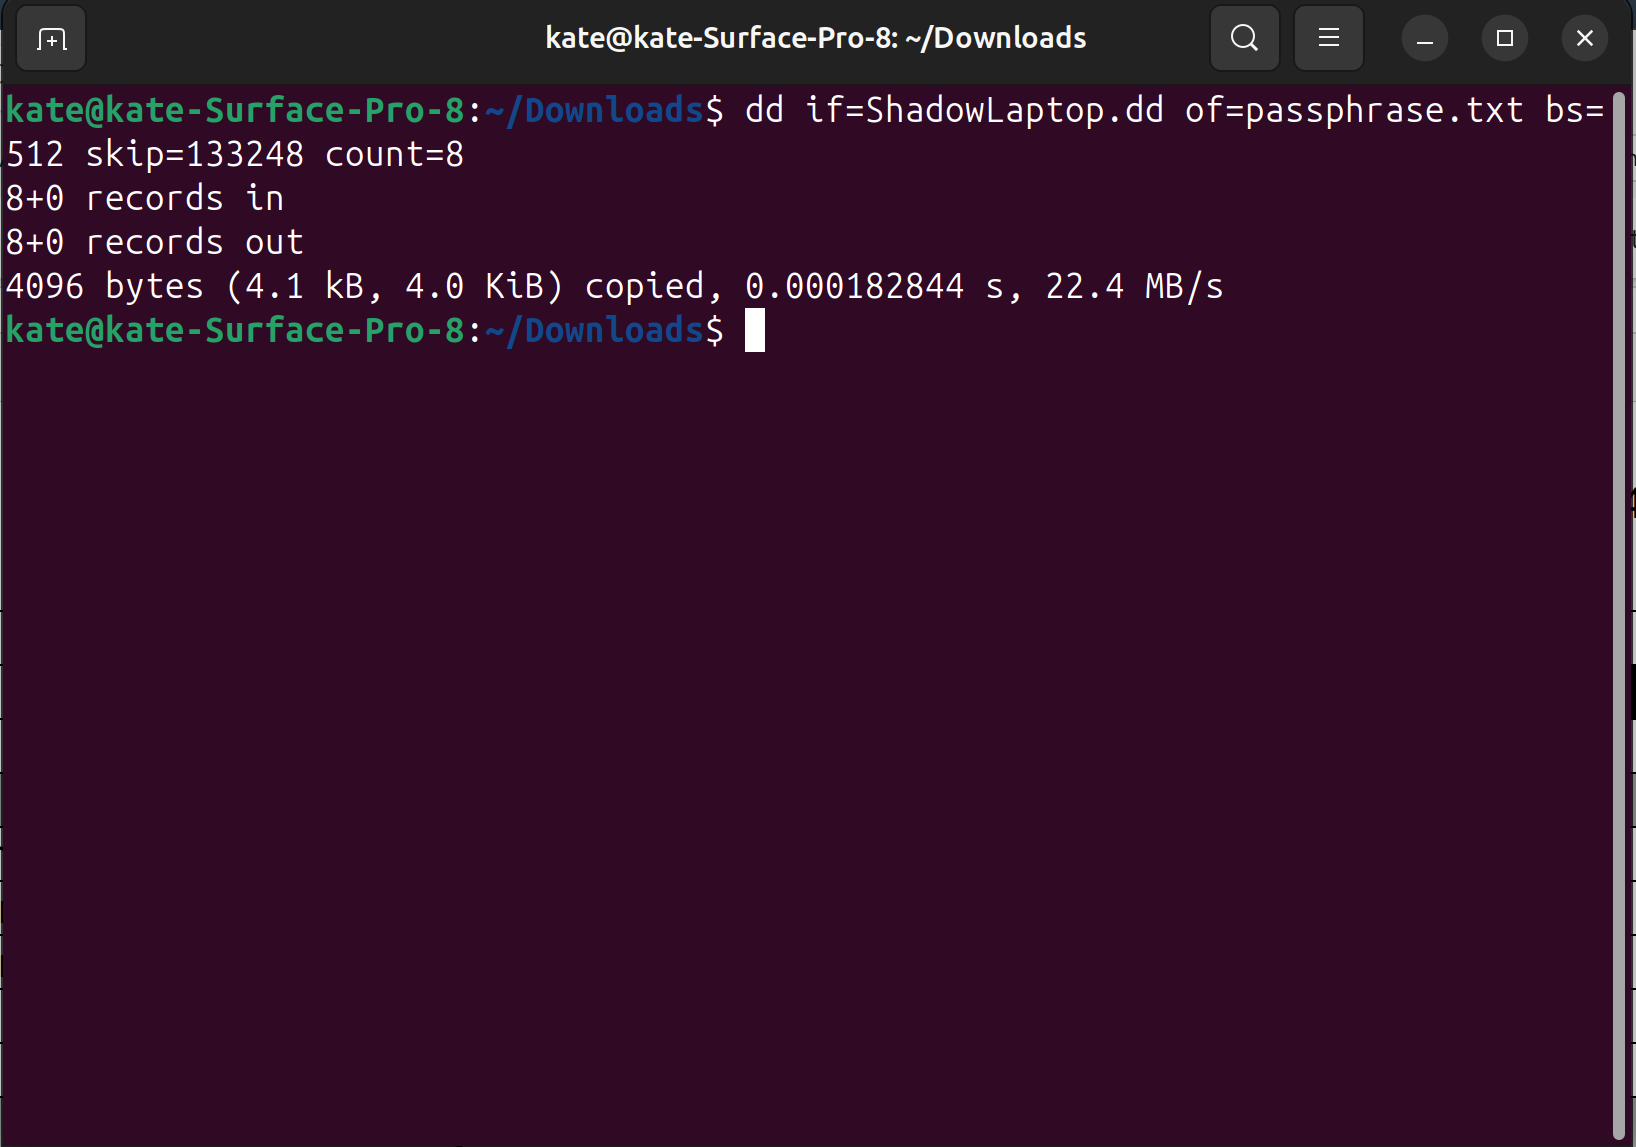 kate@kate-Surface-Pro-8: ~/Downloads
kate@kate-Surface-Pro-8:~/Downloads$ dd if=ShadowLaptop.dd of=passphrase.txt bs=
512 skip=133248 count=8
8+0 records in
8+0 records out
4096 bytes (4.1 kB, 4.0 KiB) copied, 0.000182844 s, 22.4 MB/s
kate@kate-Surface-Pro-8:~/Downloads$